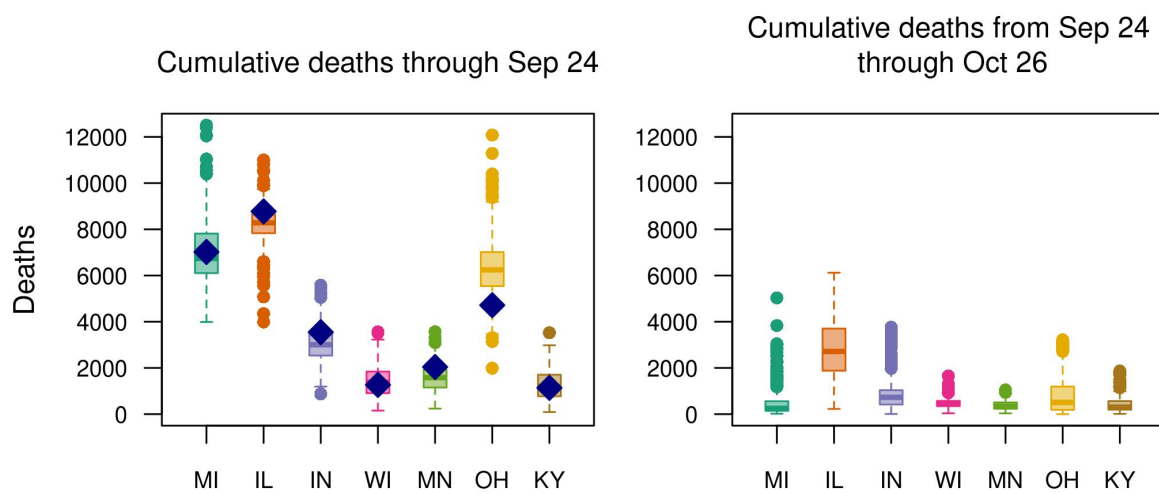 Cumulative deaths through Sep 24
Cumulative deaths from Sep 24
through Oct 26
Deaths
12000
10000
8000
6000
4000
2000
0
MI IL IN WI MN OH KY
12000
10000
8000
6000
4000
2000
0
MI IL IN WI MN OH KY